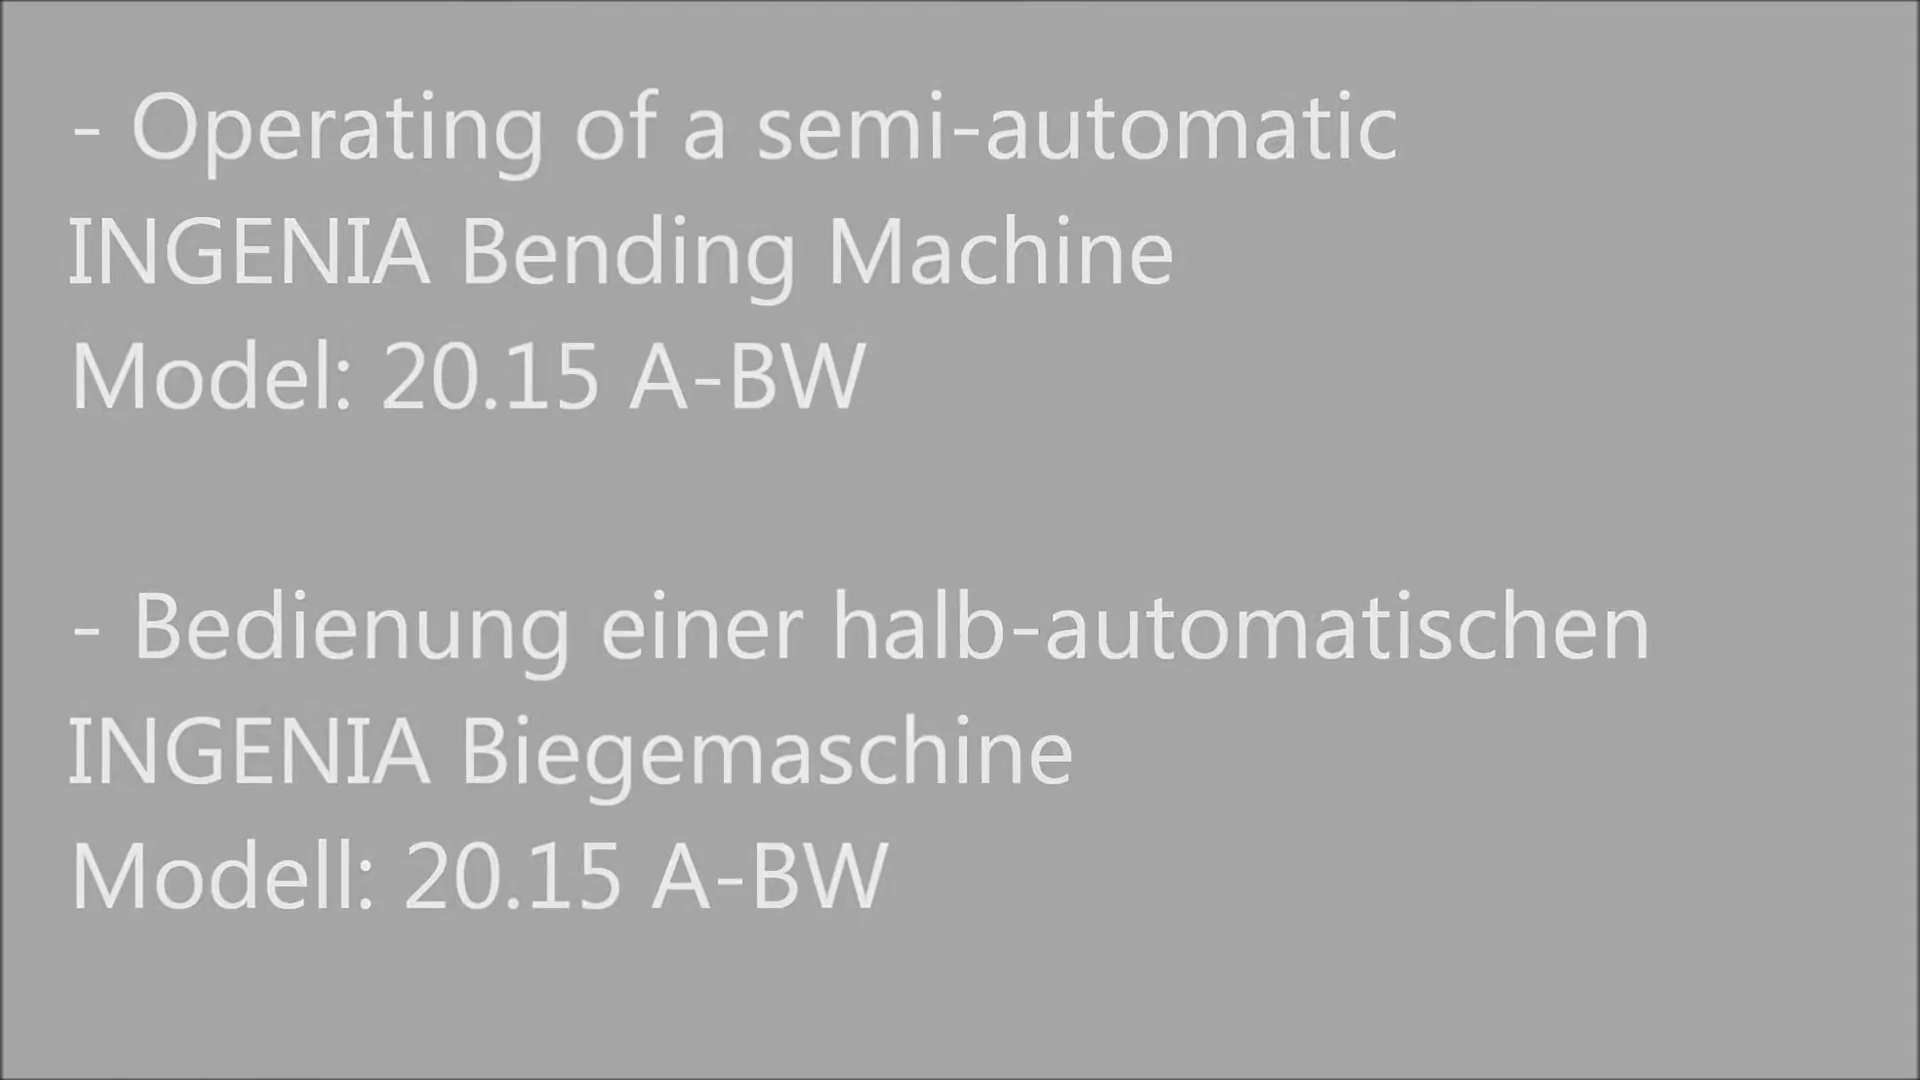 - Operating of a semi-automatic
INGENIA Bending Machine
Model: 20.15 A-BW
- Bedienung einer halb-automatischen
INGENIA Biegemaschine
Modell: 20.15 A-BW